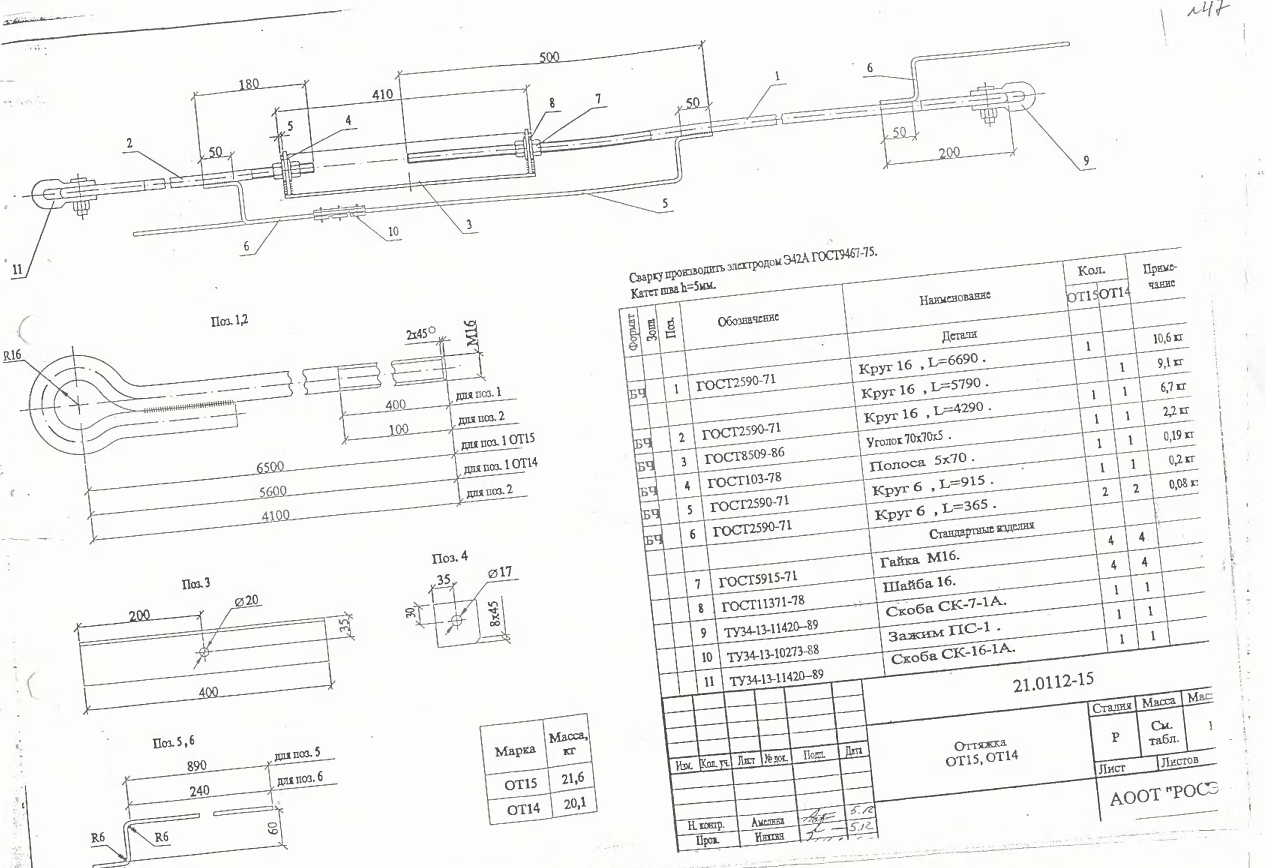 500
6
1
180
410
8
7
50
5
4
50
2
50
200
9
3
5
10
6
11
Сварку производить электродом Э42А ГОСТ9467-75.
Катет шва h=5мм.
Формат Зона Поз. Обозначение Наименование Кол. Приме-
ОТ15 ОТ14 чание
Детали
БЧ 1 ГОСТ2590-71 Круг 16 , L=6690 . 1 10,6 кг
Круг 16 , L=5790 . 1 9,1 кг
БЧ 2 ГОСТ2590-71 Круг 16 , L=4290 . 1 1 6,7 кг
БЧ 3 ГОСТ8509-86 Уголок 70х70х5 . 1 1 2,2 кг
БЧ 4 ГОСТ103-78 Полоса 5х70 . 1 1 0,19 кг
БЧ 5 ГОСТ2590-71 Круг 6 , L=915 . 1 1 0,2 кг
БЧ 6 ГОСТ2590-71 Круг 6 , L=365 . 2 2 0,08 кг
Стандартные изделия
7 ГОСТ5915-71 Гайка М16. 4 4
8 ГОСТ11371-78 Шайба 16. 4 4
9 ТУ34-13-11420-89 Скоба СК-7-1А. 1 1
10 ТУ34-13-10273-88 Зажим ПС-1 . 1 1
11 ТУ34-13-11420-89 Скоба СК-16-1А. 1 1
Поз. 1,2
R16
2х45°
М16
400 для поз. 1
100 для поз. 2
6500 для поз. 1 ОТ15
5600 для поз. 1 ОТ14
4100 для поз. 2
Поз. 3
200
Ø20
35
400
Поз. 4
35
Ø17
30
8х45
Поз. 5, 6
890 для поз. 5
240 для поз. 6
R6
R6
60
Марка Масса,
кг
ОТ15 21,6
ОТ14 20,1
21.0112-15
Изм. Кол. уч. Лист № док. Подп. Дата
Оттяжка
ОТ15, ОТ14
Стадия Масса Мас
Р См.
табл.
1
Лист Листов
Н. контр. Амелина 5.12
Пров. 5.12
АООТ "РОСЭ